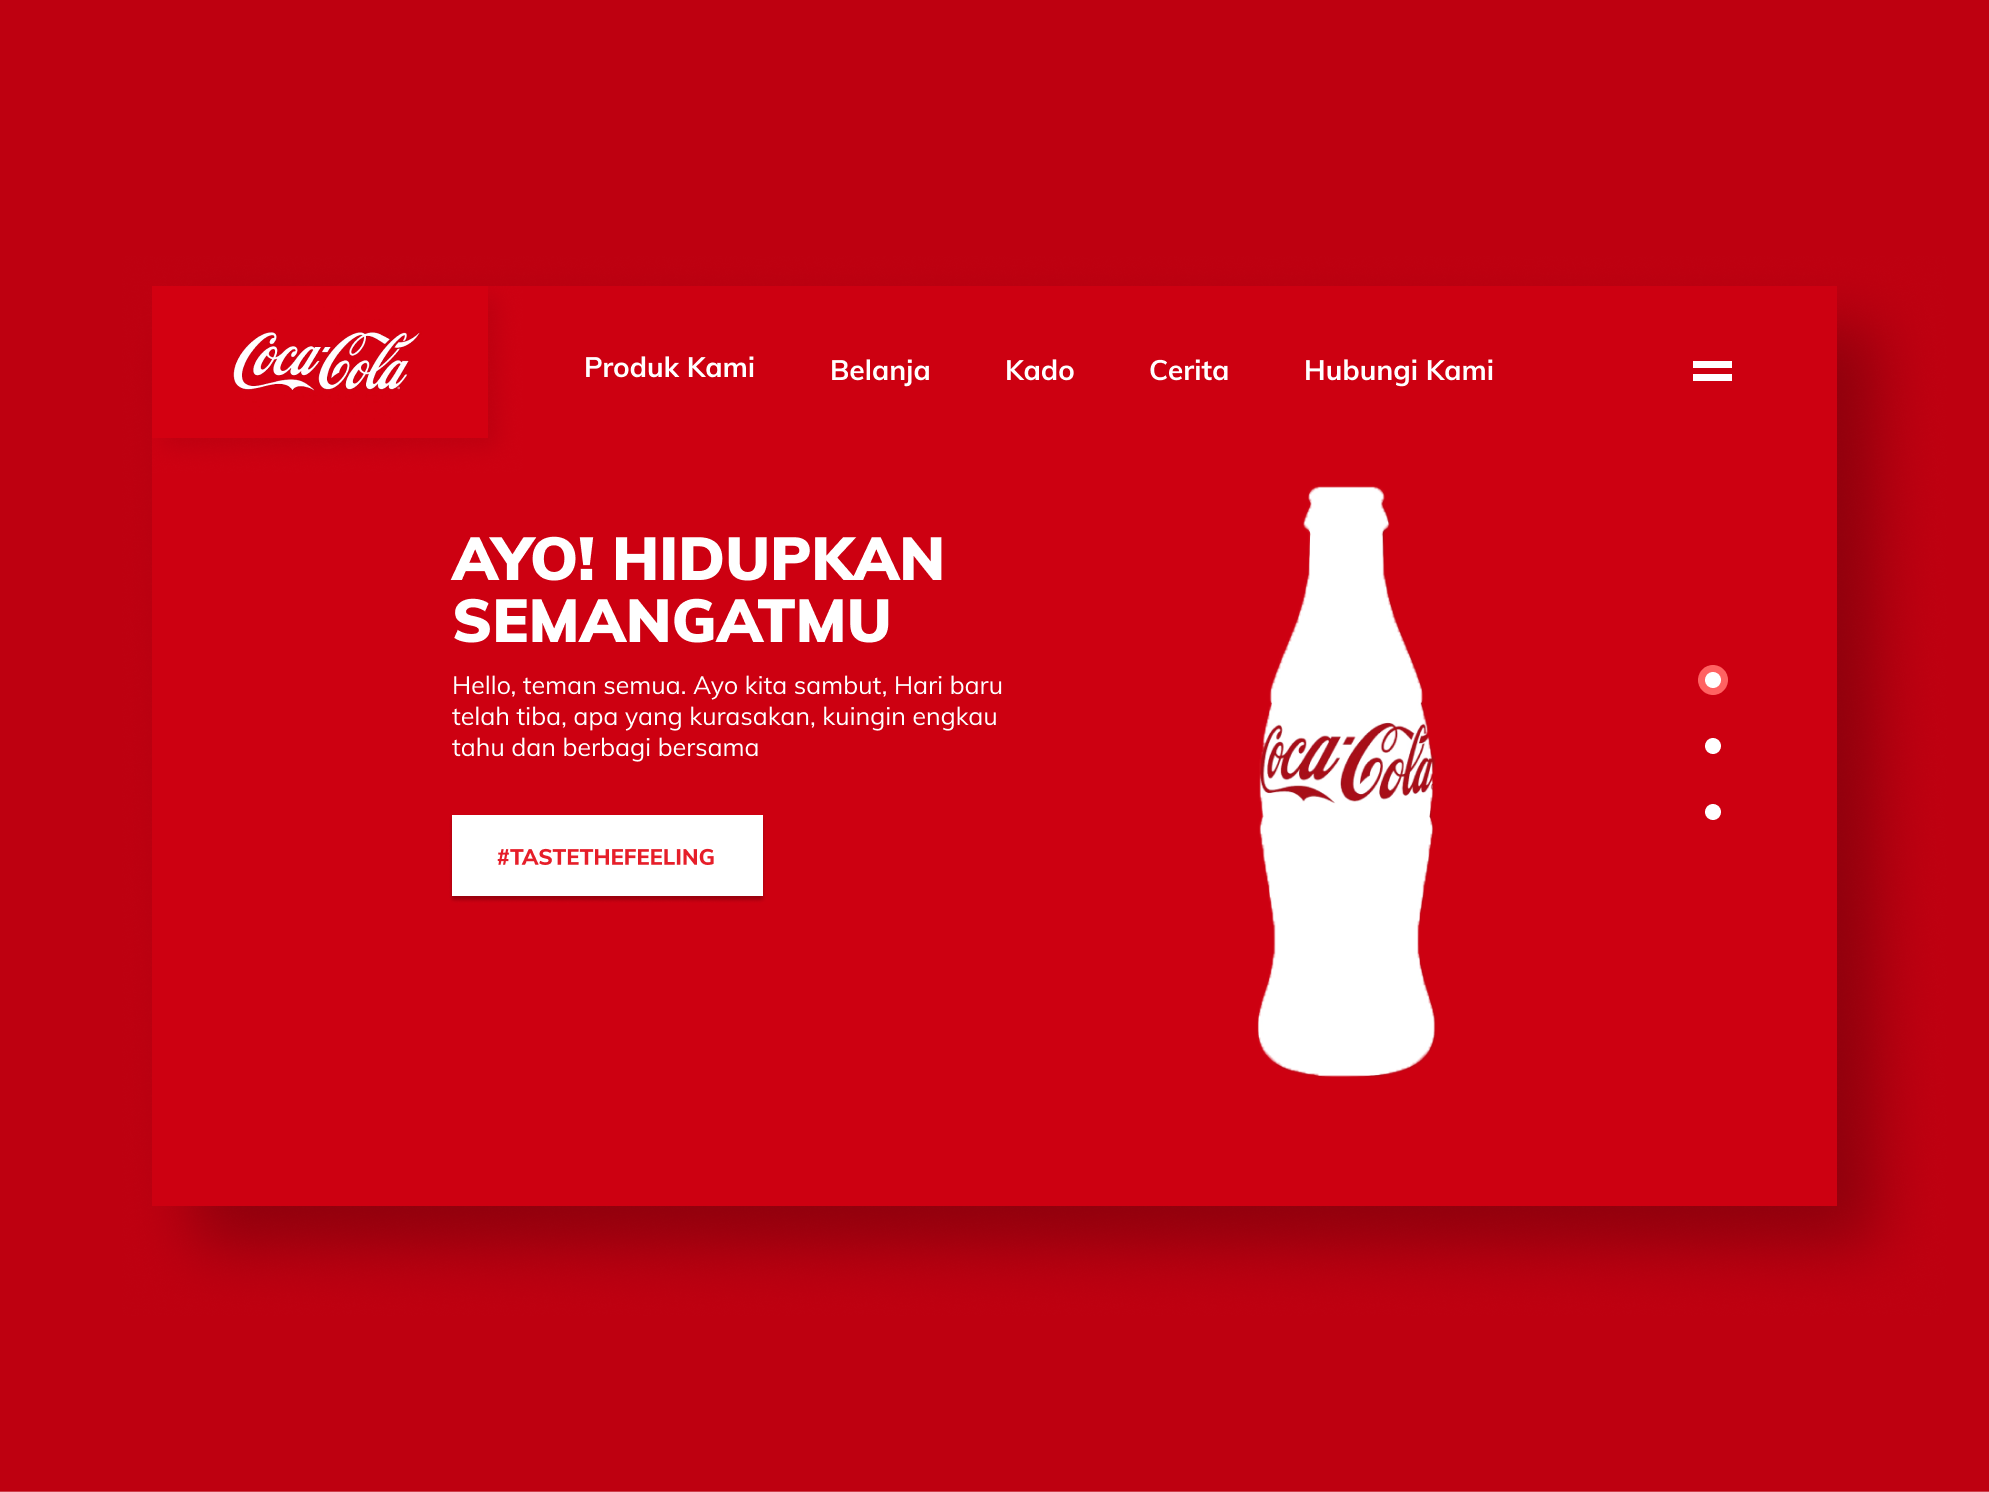 Coca-Cola
Produk Kami Belanja Kado Cerita Hubungi Kami
AYO! HIDUPKAN
SEMANGATMU
Hello, teman semua. Ayo kita sambut, Hari baru
telah tiba, apa yang kurasakan, kuingin engkau
tahu dan berbagi bersama
#TASTETHEFEELING
Coca-Cola